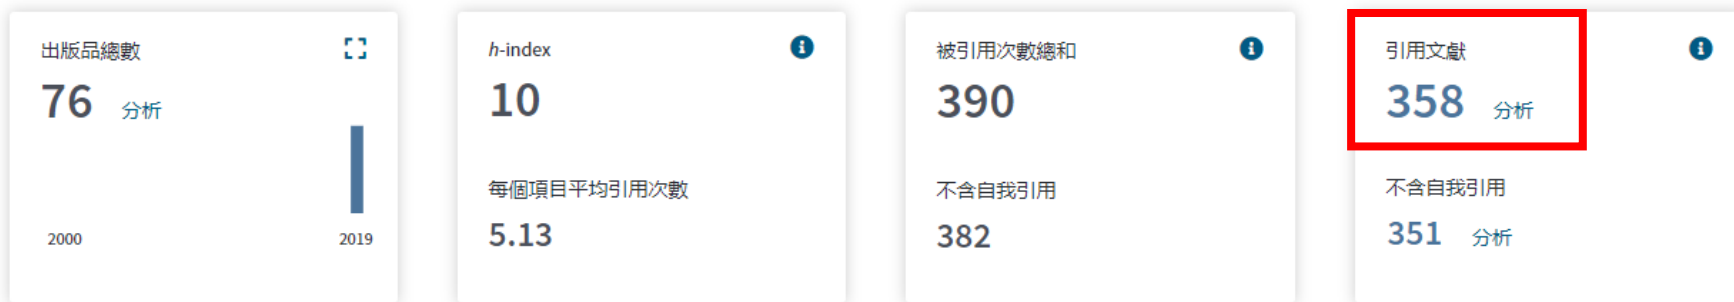 出版品總數
76 分析
2000 2019
h-index
10
每個項目平均引用次數
5.13
被引用次數總和
390
不含自我引用
382
引用文獻
358 分析
不含自我引用
351 分析